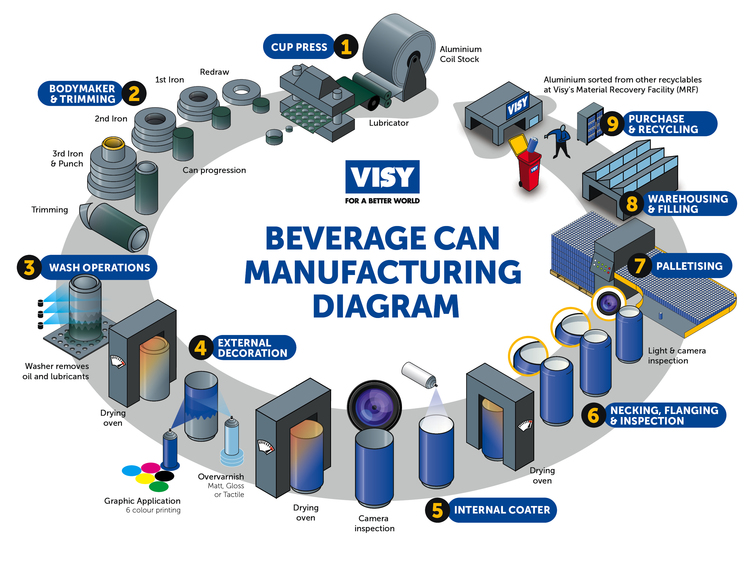 CUP PRESS 1
Aluminium
Coil Stock
Lubricator
BODYMAKER
& TRIMMING 2
Redraw
1st Iron
2nd Iron
3rd Iron
& Punch
Can progression
Trimming
3 WASH OPERATIONS
Washer removes
oil and lubricants
Drying
oven
4 EXTERNAL
DECORATION
Graphic Application
6 colour printing
Overvarnish
Matt, Gloss
or Tactile
Drying
oven
Camera
inspection
5 INTERNAL COATER
Drying
oven
6 NECKING, FLANGING
& INSPECTION
Light & camera
inspection
7 PALLETISING
8 WAREHOUSING
& FILLING
9 PURCHASE
& RECYCLING
Aluminium sorted from other recyclables
at Visy's Material Recovery Facility (MRF)
VISY
VISY
FOR A BETTER WORLD
BEVERAGE CAN
MANUFACTURING
DIAGRAM